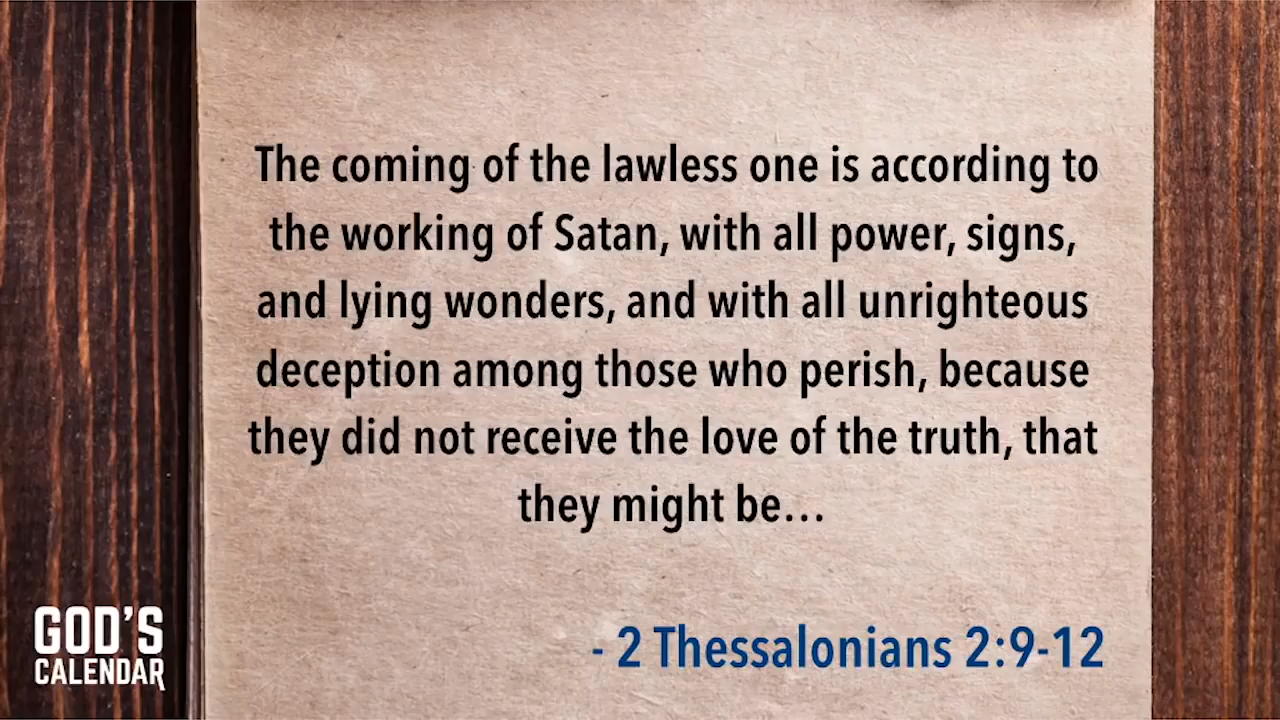 The coming of the lawless one is according to
the working of Satan, with all power, signs,
and lying wonders, and with all unrighteous
deception among those who perish, because
they did not receive the love of the truth, that
they might be…
- 2 Thessalonians 2:9-12
GOD'S
CALENDAR